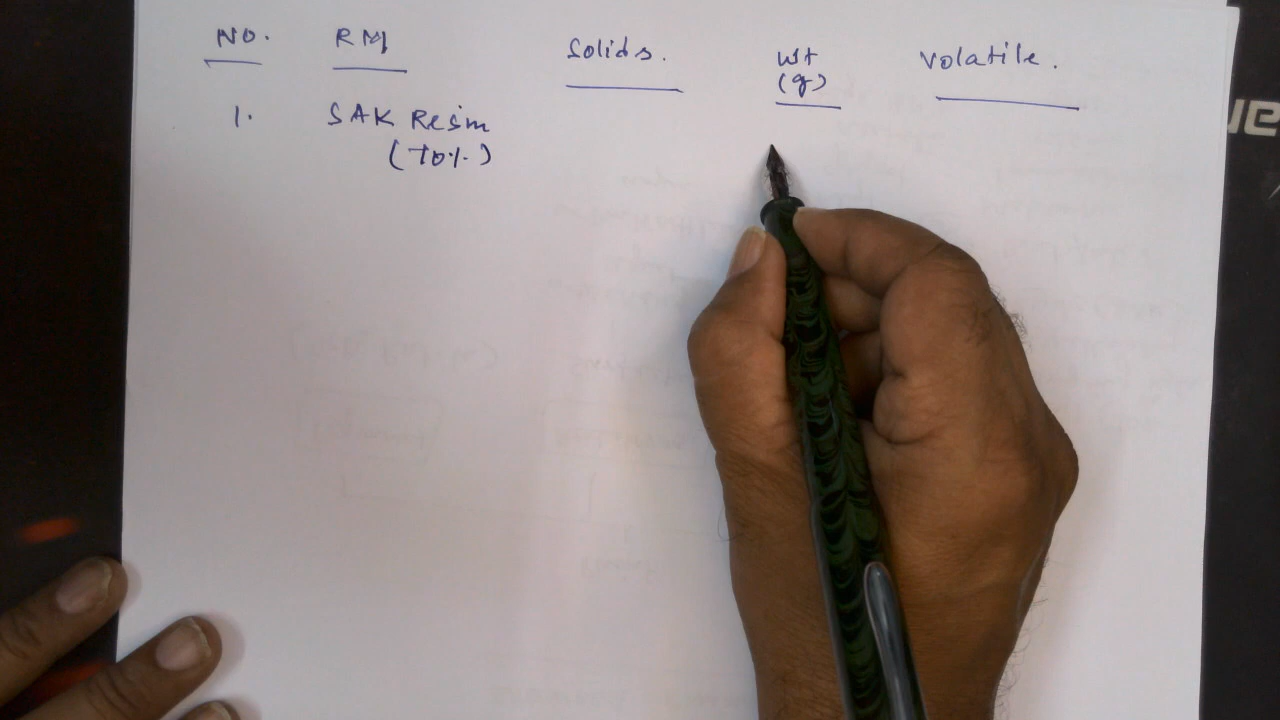 No. RM Solids. Wt Volatile.
(g)
1. SAK Resin
(70%)